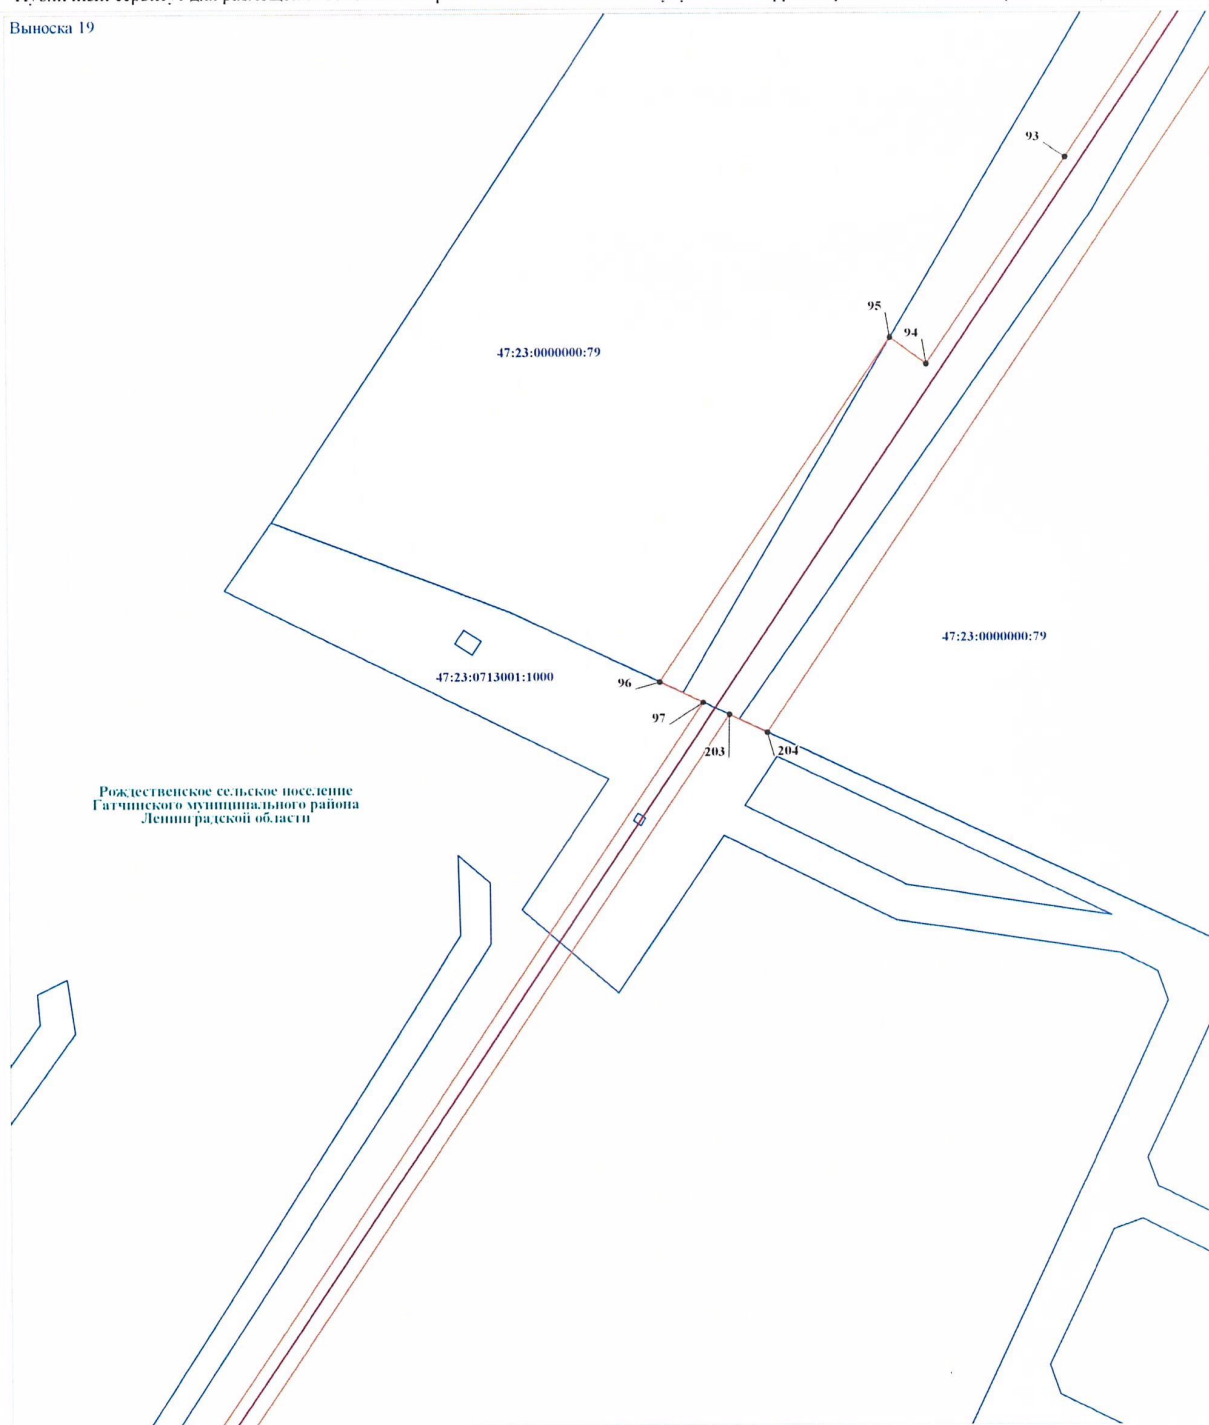 Выноска 19
93
95
94
47:23:0000000:79
47:23:0000000:79
47:23:0713001:1000
96
97
203
204
Рождественское сельское поселение
Гатчинского муниципального района
Ленинградской области